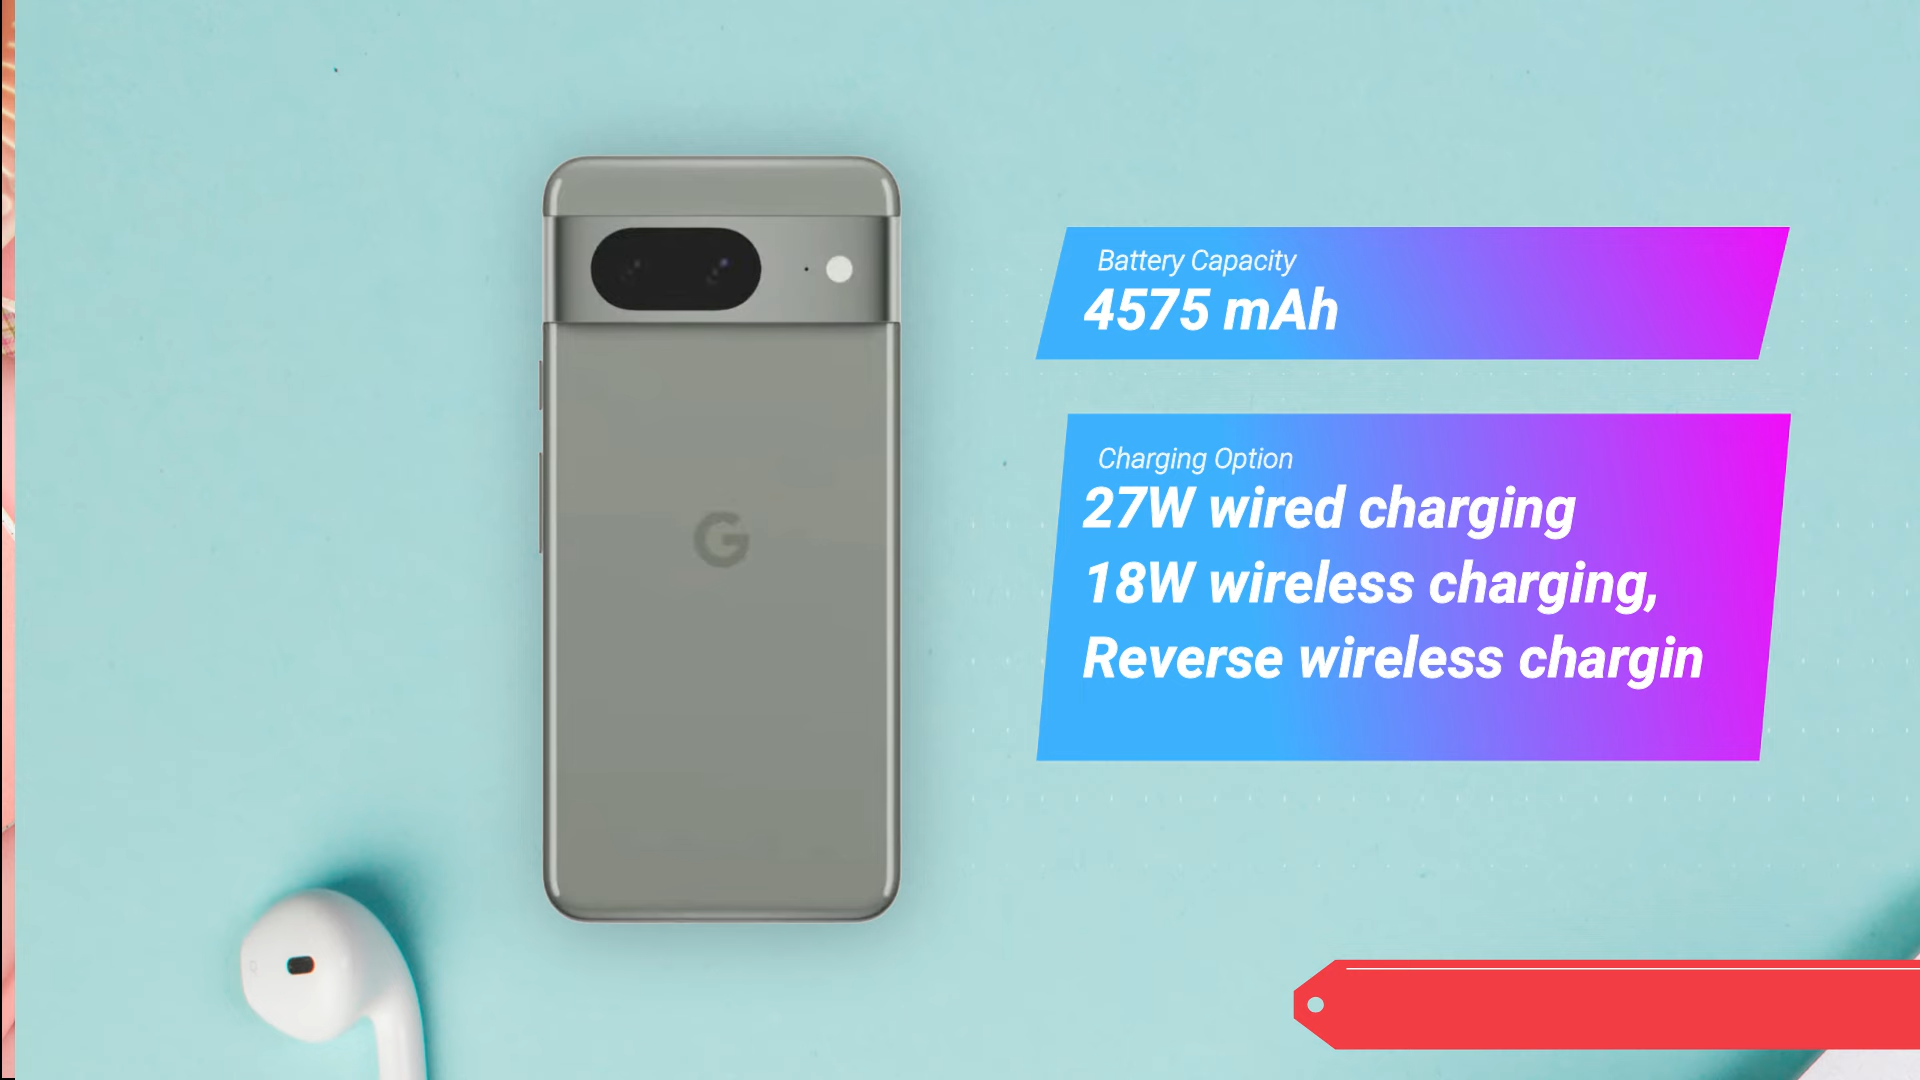 Battery Capacity
4575 mAh
Charging Option
27W wired charging
18W wireless charging,
Reverse wireless chargin
G